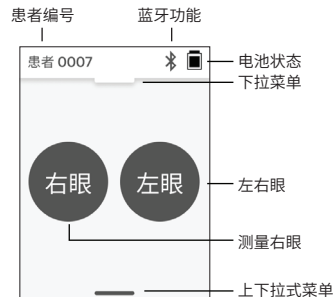 患者编号
蓝牙功能
患者 0007
电池状态
下拉菜单
右眼
左眼
左右眼
测量右眼
上下拉式菜单